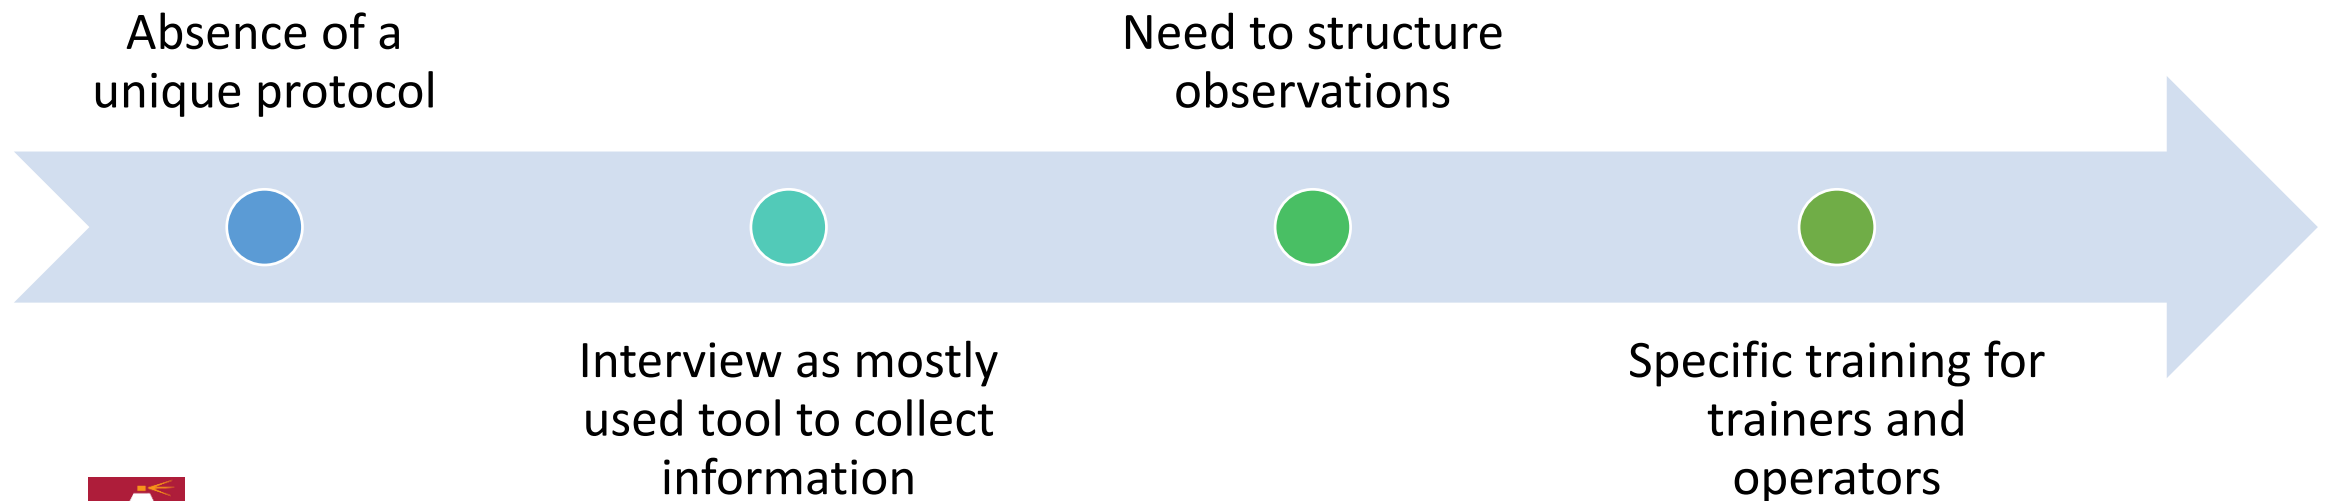 Absence of a
unique protocol
Interview as mostly
used tool to collect
information
Need to structure
observations
Specific training for
trainers and
operators